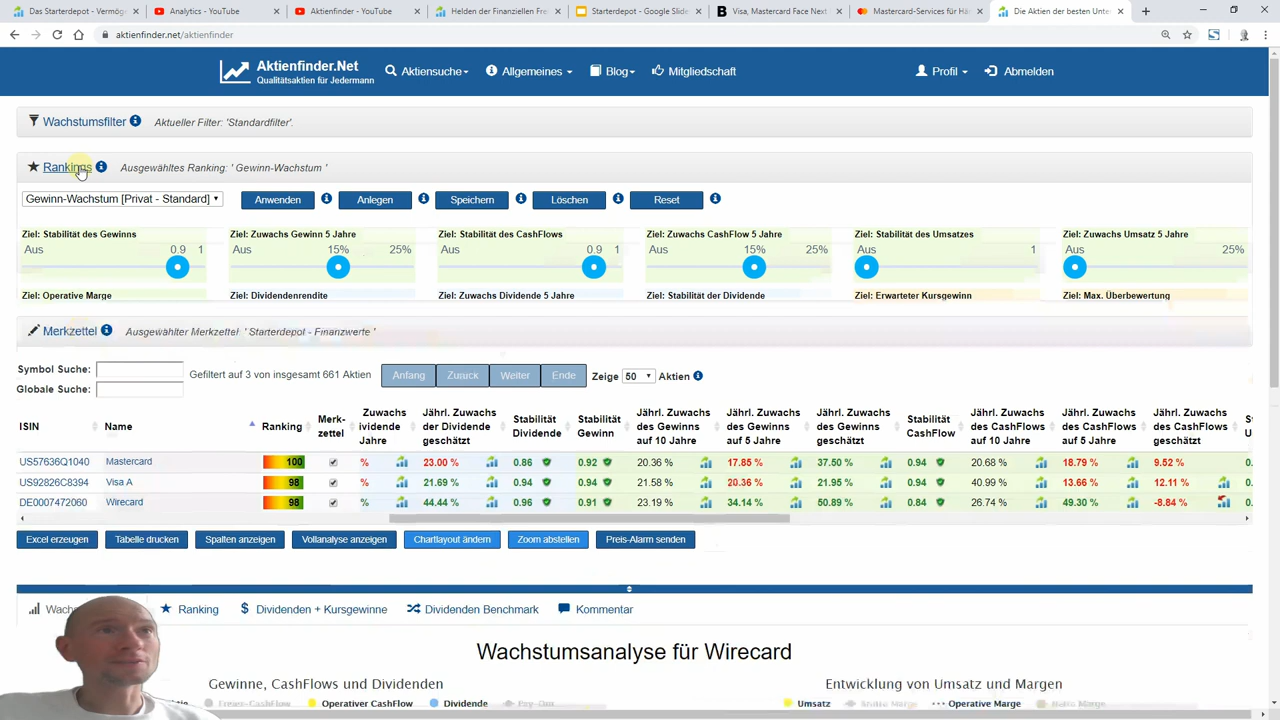 Das Starterdepot - Vermög
Analytics - YouTube
Aktienfinder - YouTube
Helden der Finanziellen Fre
Starterdepot - Google Slide
Visa, Mastercard Face Next
Mastercard-Services für Hä
Die Aktien der besten Unte
aktienfinder.net/aktienfinder
Aktienfinder.Net
Qualitätsaktien für Jedermann
Aktiensuche
Allgemeines
Blog
Mitgliedschaft
Profil
Abmelden
Wachstumsfilter
Aktueller Filter: 'Standardfilter'.
Rankings
Ausgewähltes Ranking: ' Gewinn-Wachstum '
Gewinn-Wachstum [Privat - Standard]
Anwenden
Anlegen
Speichern
Löschen
Reset
Ziel: Stabilität des Gewinns Ziel: Zuwachs Gewinn 5 Jahre Ziel: Stabilität des CashFlows Ziel: Zuwachs CashFlow 5 Jahre Ziel: Stabilität des Umsatzes Ziel: Zuwachs Umsatz 5 Jahre
Aus 0.9 1 Aus 15% 25% Aus 0.9 1 Aus 15% 25% Aus 1 Aus 25%
Ziel: Operative Marge Ziel: Dividendenrendite Ziel: Zuwachs Dividende 5 Jahre Ziel: Stabilität der Dividende Ziel: Erwarteter Kursgewinn Ziel: Max. Überbewertung
Merkzettel
Ausgewählter Merkzettel: ' Starterdepot - Finanzwerte '
Symbol Suche:
Globale Suche:
Gefiltert auf 3 von insgesamt 661 Aktien
Anfang
Zurück
Weiter
Ende
Zeige 50 Aktien
ISIN
Name
Ranking
Merk-
zettel
Zuwachs
ividende
Jahre
Jährl. Zuwachs
der Dividende
geschätzt
Stabilität
Dividende
Stabilität
Gewinn
Jährl. Zuwachs
des Gewinns
auf 10 Jahre
Jährl. Zuwachs
des Gewinns
auf 5 Jahre
Jährl. Zuwachs
des Gewinns
geschätzt
Stabilität
CashFlow
Jährl. Zuwachs
des CashFlows
auf 10 Jahre
Jährl. Zuwachs
des CashFlows
auf 5 Jahre
Jährl. Zuwachs
des CashFlows
geschätzt
US57636Q1040 Mastercard 100 % 23.00 % 0.86 0.92 20.36 % 17.85 % 37.50 % 0.94 20.68 % 18.79 % 9.52 % 0.
US92826C8394 Visa A 98 % 21.69 % 0.94 0.94 21.58 % 20.36 % 21.95 % 0.94 40.99 % 13.66 % 12.11 % 0.
DE0007472060 Wirecard 98 % 44.44 % 0.96 0.91 23.19 % 34.14 % 50.89 % 0.84 26.74 % 49.30 % -8.84 % 0.
Excel erzeugen
Tabelle drucken
Spalten anzeigen
Vollanalyse anzeigen
Chartlayout ändern
Zoom abstellen
Preis-Alarm senden
Wachs
Ranking
Dividenden + Kursgewinne
Dividenden Benchmark
Kommentar
Wachstumsanalyse für Wirecard
Gewinne, CashFlows und Dividenden
Entwicklung von Umsatz und Margen
Freier CashFlow
Operativer CashFlow
Dividende
Pay-Out
Umsatz
Operative Marge